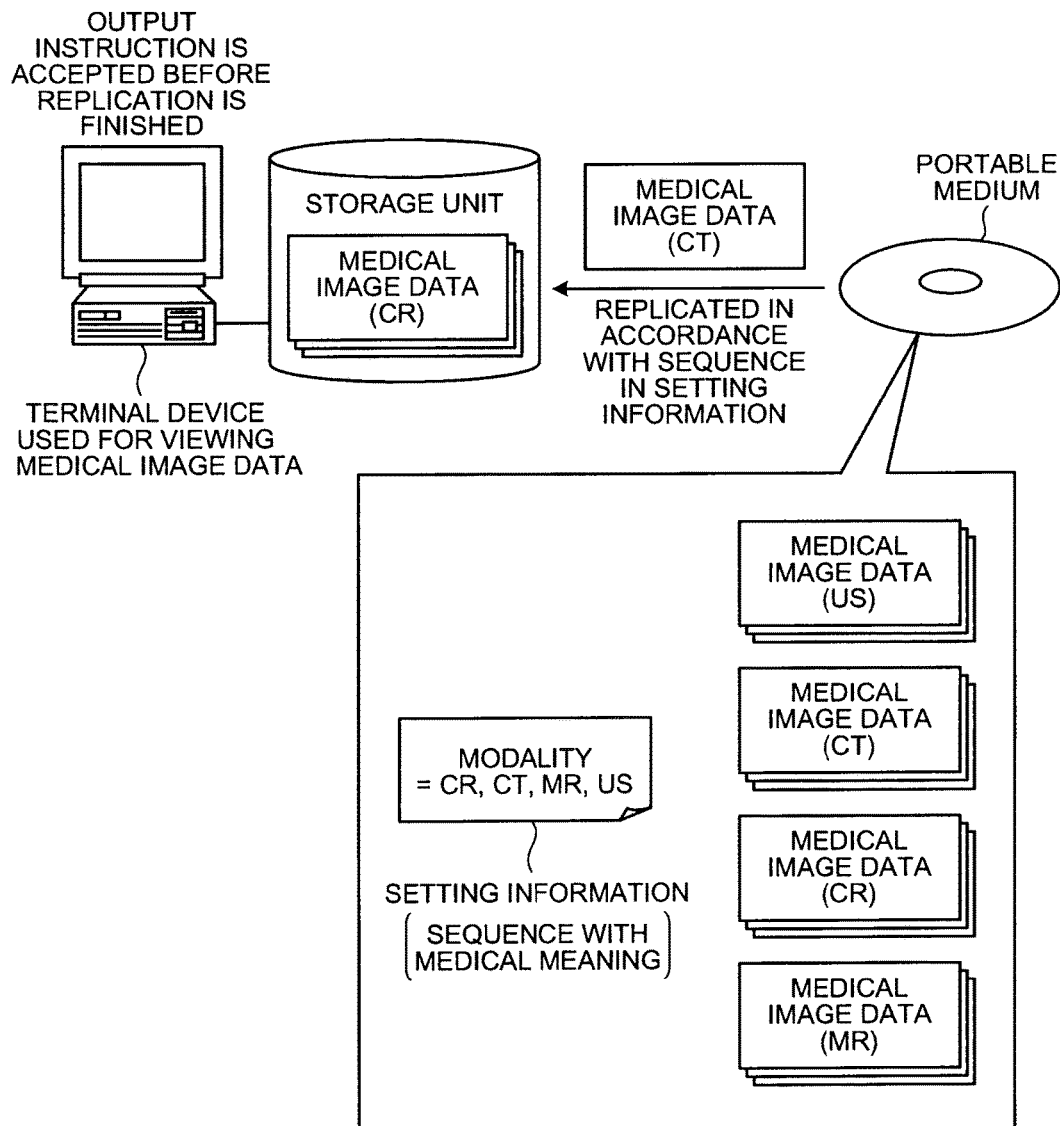 OUTPUT
INSTRUCTION IS
ACCEPTED BEFORE
REPLICATION IS
FINISHED
STORAGE UNIT
MEDICAL
IMAGE DATA
(CR)
MEDICAL
IMAGE DATA
(CT)
REPLICATED IN
ACCORDANCE
WITH SEQUENCE
IN SETTING
INFORMATION
PORTABLE
MEDIUM
TERMINAL DEVICE
USED FOR VIEWING
MEDICAL IMAGE DATA
MODALITY
= CR, CT, MR, US
SETTING INFORMATION
(SEQUENCE WITH
MEDICAL MEANING)
MEDICAL
IMAGE DATA
(US)
MEDICAL
IMAGE DATA
(CT)
MEDICAL
IMAGE DATA
(CR)
MEDICAL
IMAGE DATA
(MR)